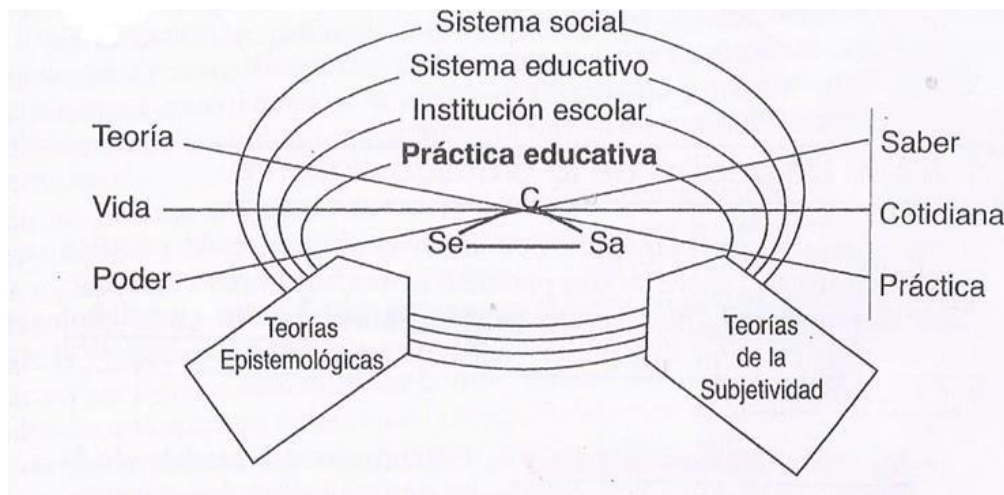 Sistema social
Sistema educativo
Institución escolar
Práctica educativa
Teoría
Saber
C
Vida
Cotidiana
Se
Sa
Poder
Práctica
Teorías
Epistemológicas
Teorías
de la
Subjetividad